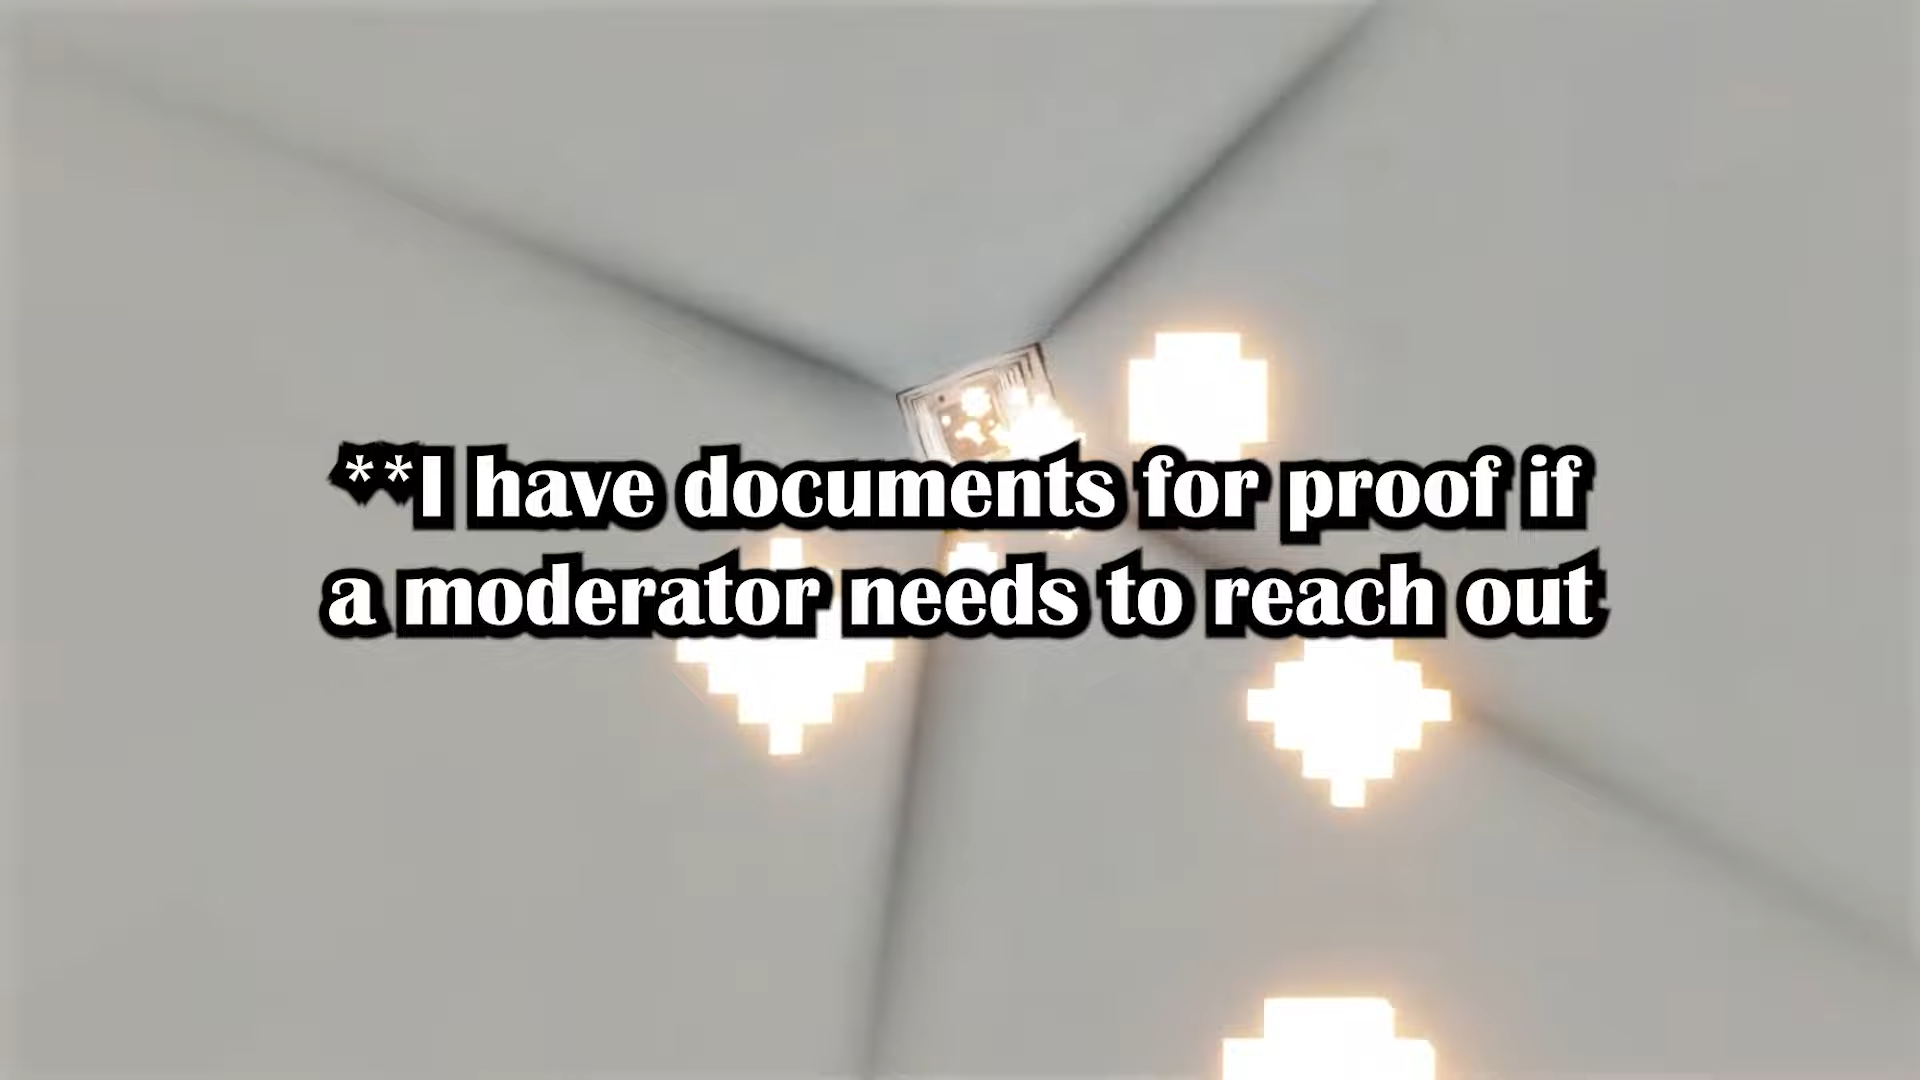 **I have documents for proof if
a moderator needs to reach out